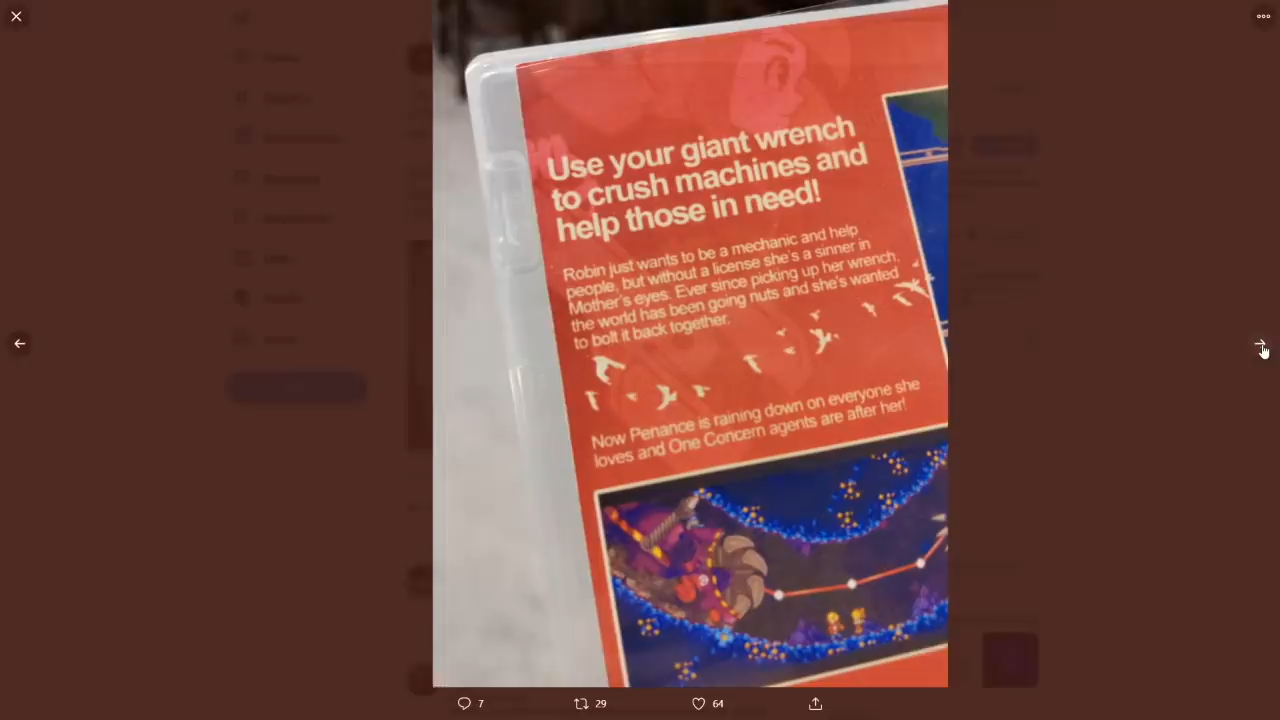 Use your giant wrench
to crush machines and
help those in need!
Robin just wants to be a mechanic and help
people, but without a license she's a sinner in
Mother's eyes. Ever since picking up her wrench,
the world has been going nuts and she's wanted
to bolt it back together.
Now Penance is raining down on everyone she
loves and One Concern agents are after her!
7
29
64